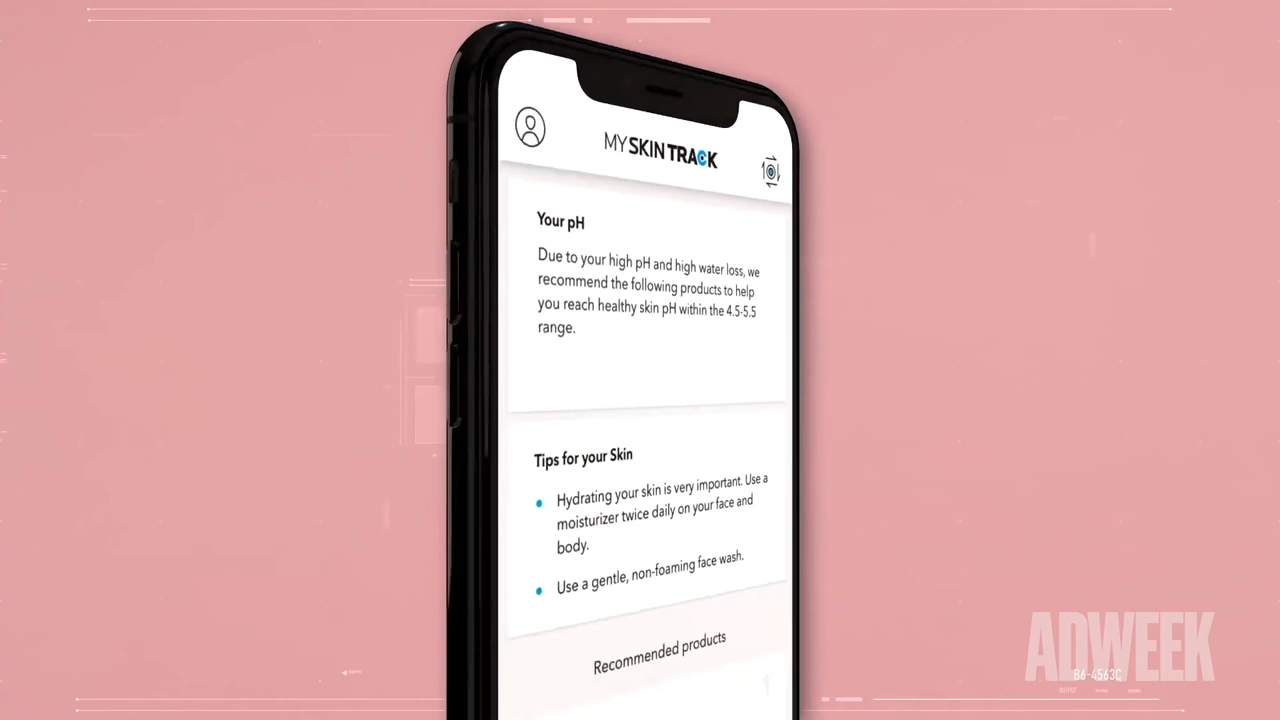 MY SKIN TRACK
Your pH
Due to your high pH and high water loss, we
recommend the following products to help
you reach healthy skin pH within the 4.5-5.5
range.
Tips for your Skin
Hydrating your skin is very important. Use a
moisturizer twice daily on your face and
body.
Use a gentle, non-foaming face wash.
Recommended products
ADWEEK
B6-4563C
OUTPUT